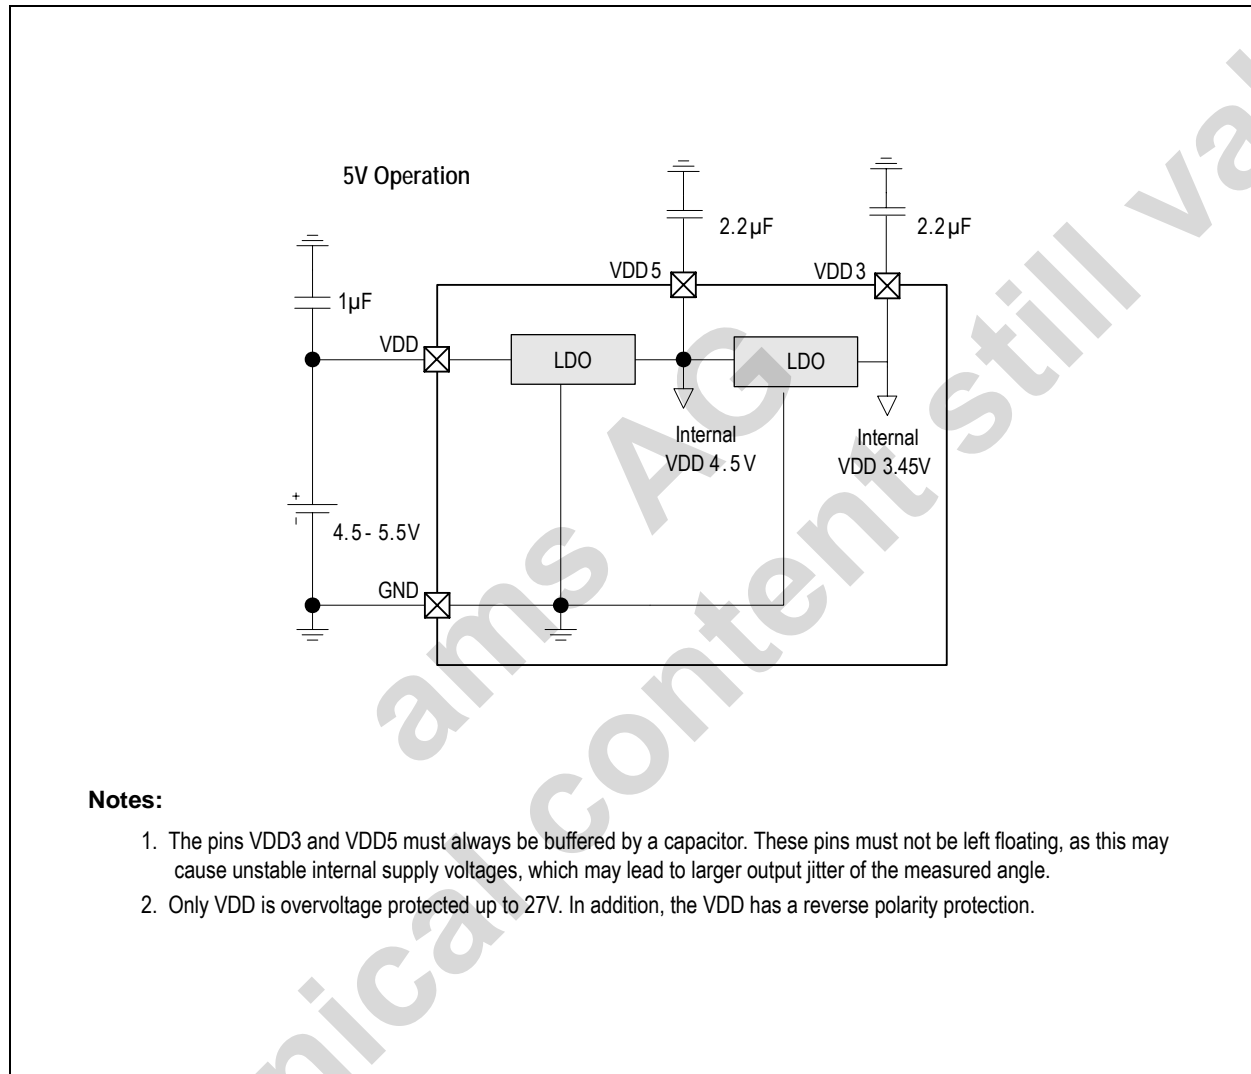 5V Operation
2.2µF
2.2µF
VDD5
VDD3
1µF
VDD
LDO
LDO
Internal
VDD 4.5V
Internal
VDD 3.45V
+
-
4.5- 5.5V
GND
Notes:
1. The pins VDD3 and VDD5 must always be buffered by a capacitor. These pins must not be left floating, as this may
cause unstable internal supply voltages, which may lead to larger output jitter of the measured angle.
2. Only VDD is overvoltage protected up to 27V. In addition, the VDD has a reverse polarity protection.
ams AG
content still